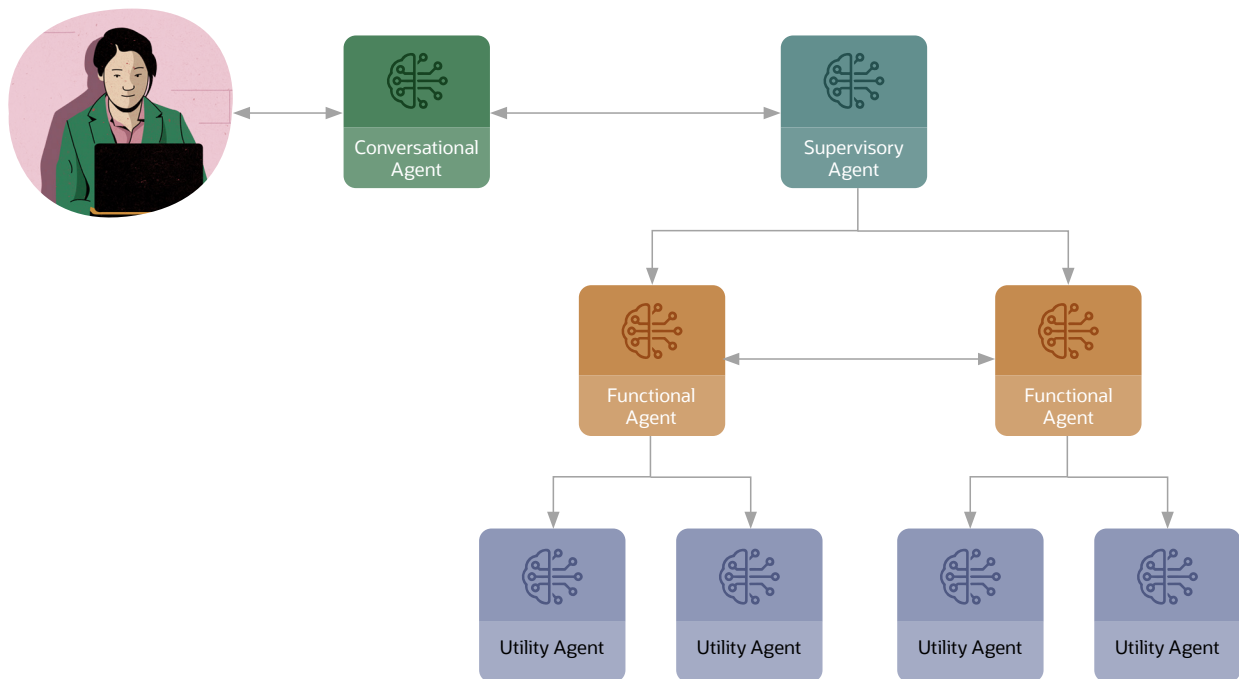 Conversational
Agent
Supervisory
Agent
Functional
Agent
Functional
Agent
Utility Agent
Utility Agent
Utility Agent
Utility Agent